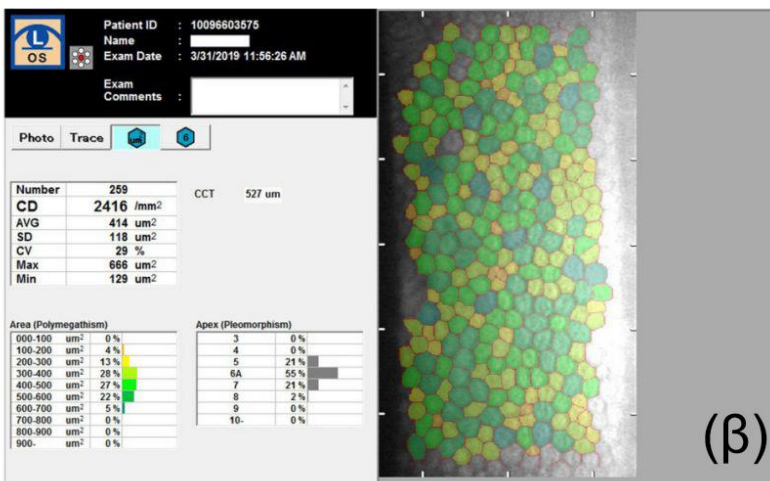 L
OS
Patient ID : 10096603575
Name :
Exam Date : 3/31/2019 11:56:26 AM
Exam Comments :
Photo Trace um² 6
Number 259
CD 2416 /mm2
AVG 414 um2
SD 118 um2
CV 29 %
Max 666 um2
Min 129 um2
CCT 527 um
Area (Polymegathism)
000-100 um2 0 %
100-200 um2 4 %
200-300 um2 13 %
300-400 um2 28 %
400-500 um2 27 %
500-600 um2 22 %
600-700 um2 5 %
700-800 um2 0 %
800-900 um2 0 %
900- um2 0 %
Apex (Pleomorphism)
3 0 %
4 0 %
5 21 %
6A 55 %
7 21 %
8 2 %
9 0 %
10- 0 %
(β)